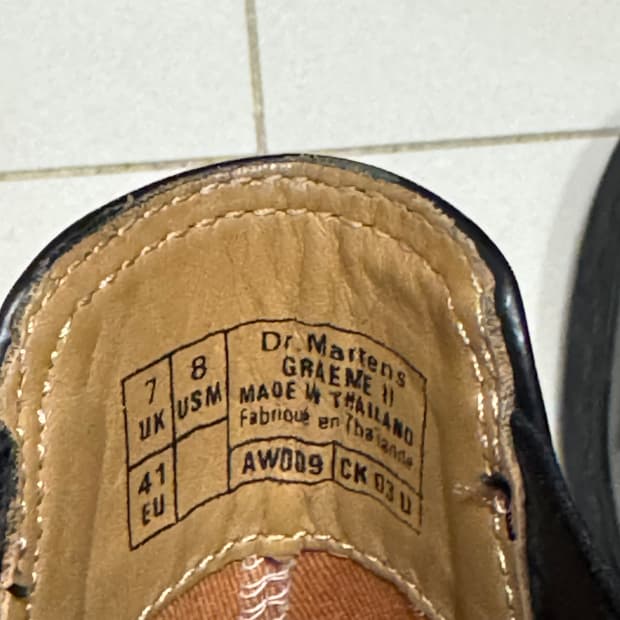 7 UK
8 USM
41 EU
Dr. Martens
GRAEME II
MADE IN THAILAND
Fabriqué en Thaïlande
AW009
CK 03 U